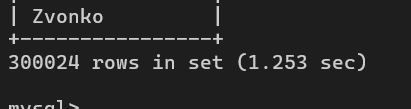 | Zvonko         |
+----------------+
300024 rows in set (1.253 sec)
mysql>